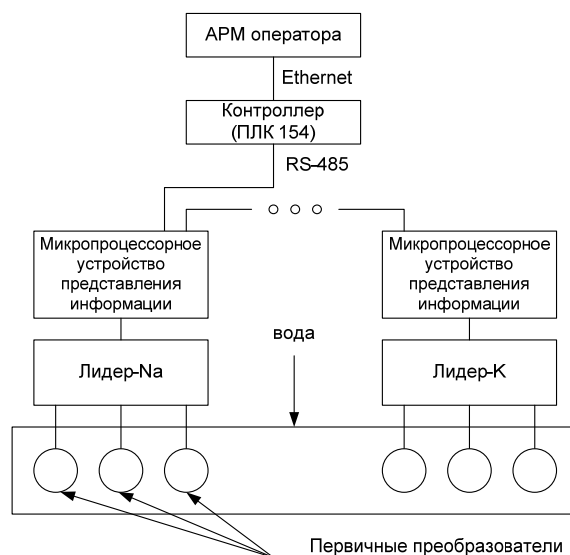 АРМ оператора
Ethernet
Контроллер
(ПЛК 154)
RS-485
Микропроцессорное
устройство
представления
информации
Микропроцессорное
устройство
представления
информации
вода
Лидер-Na
Лидер-K
Первичные преобразователи